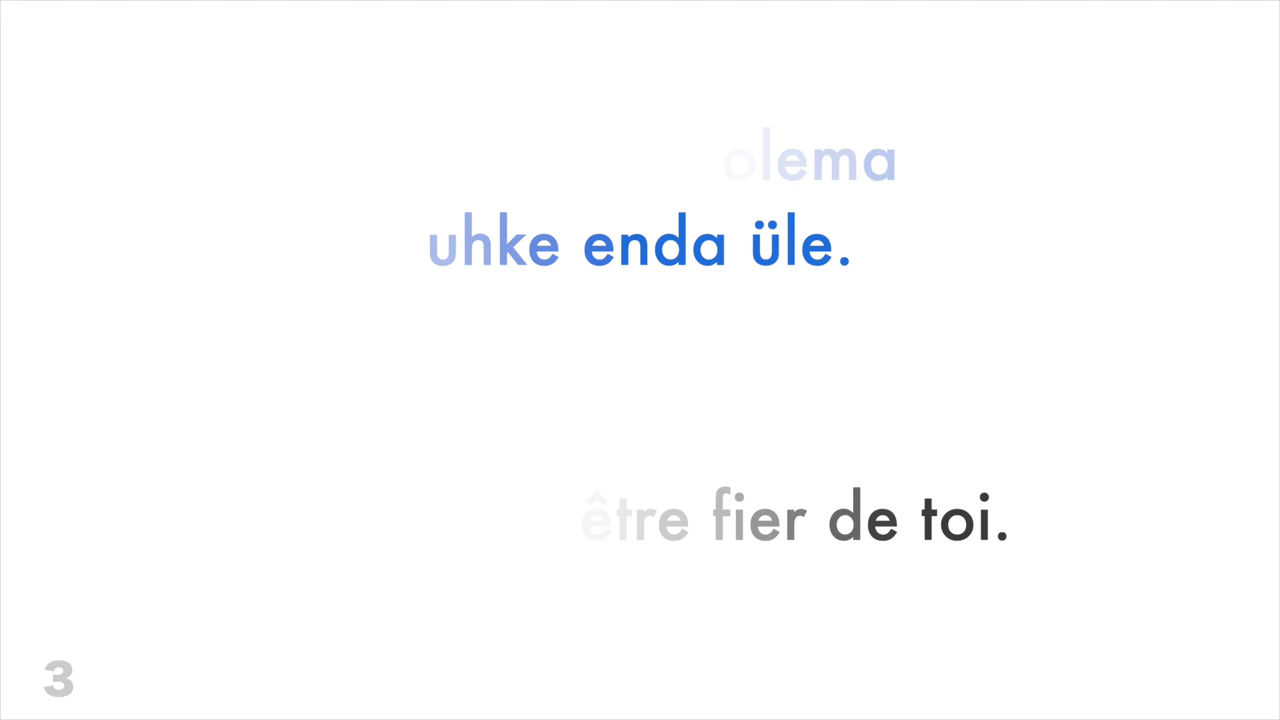 olema
uhke enda üle.
être fier de toi.
3